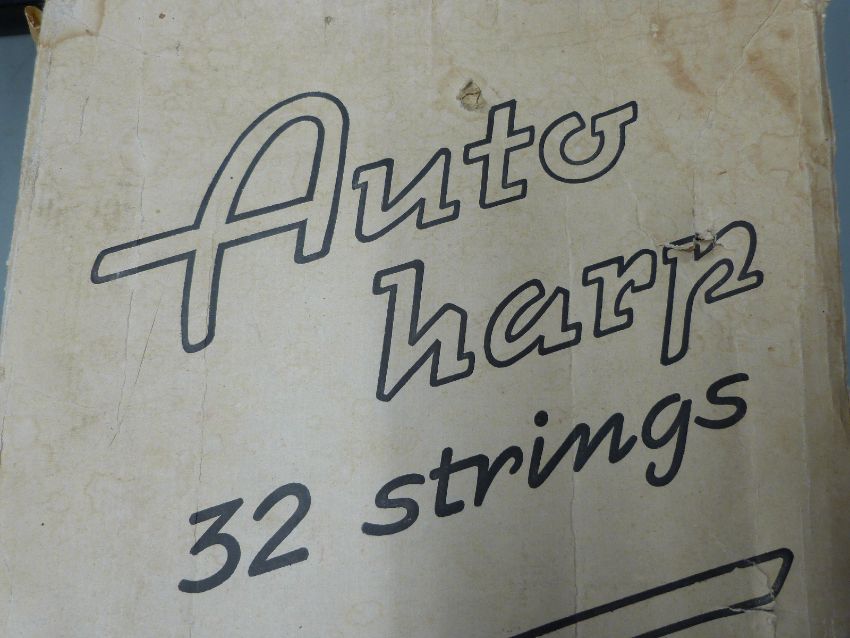 Auto
harp
32 strings